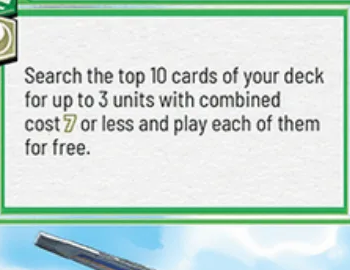 Search the top 10 cards of your deck
for up to 3 units with combined
cost 7 or less and play each of them
for free.